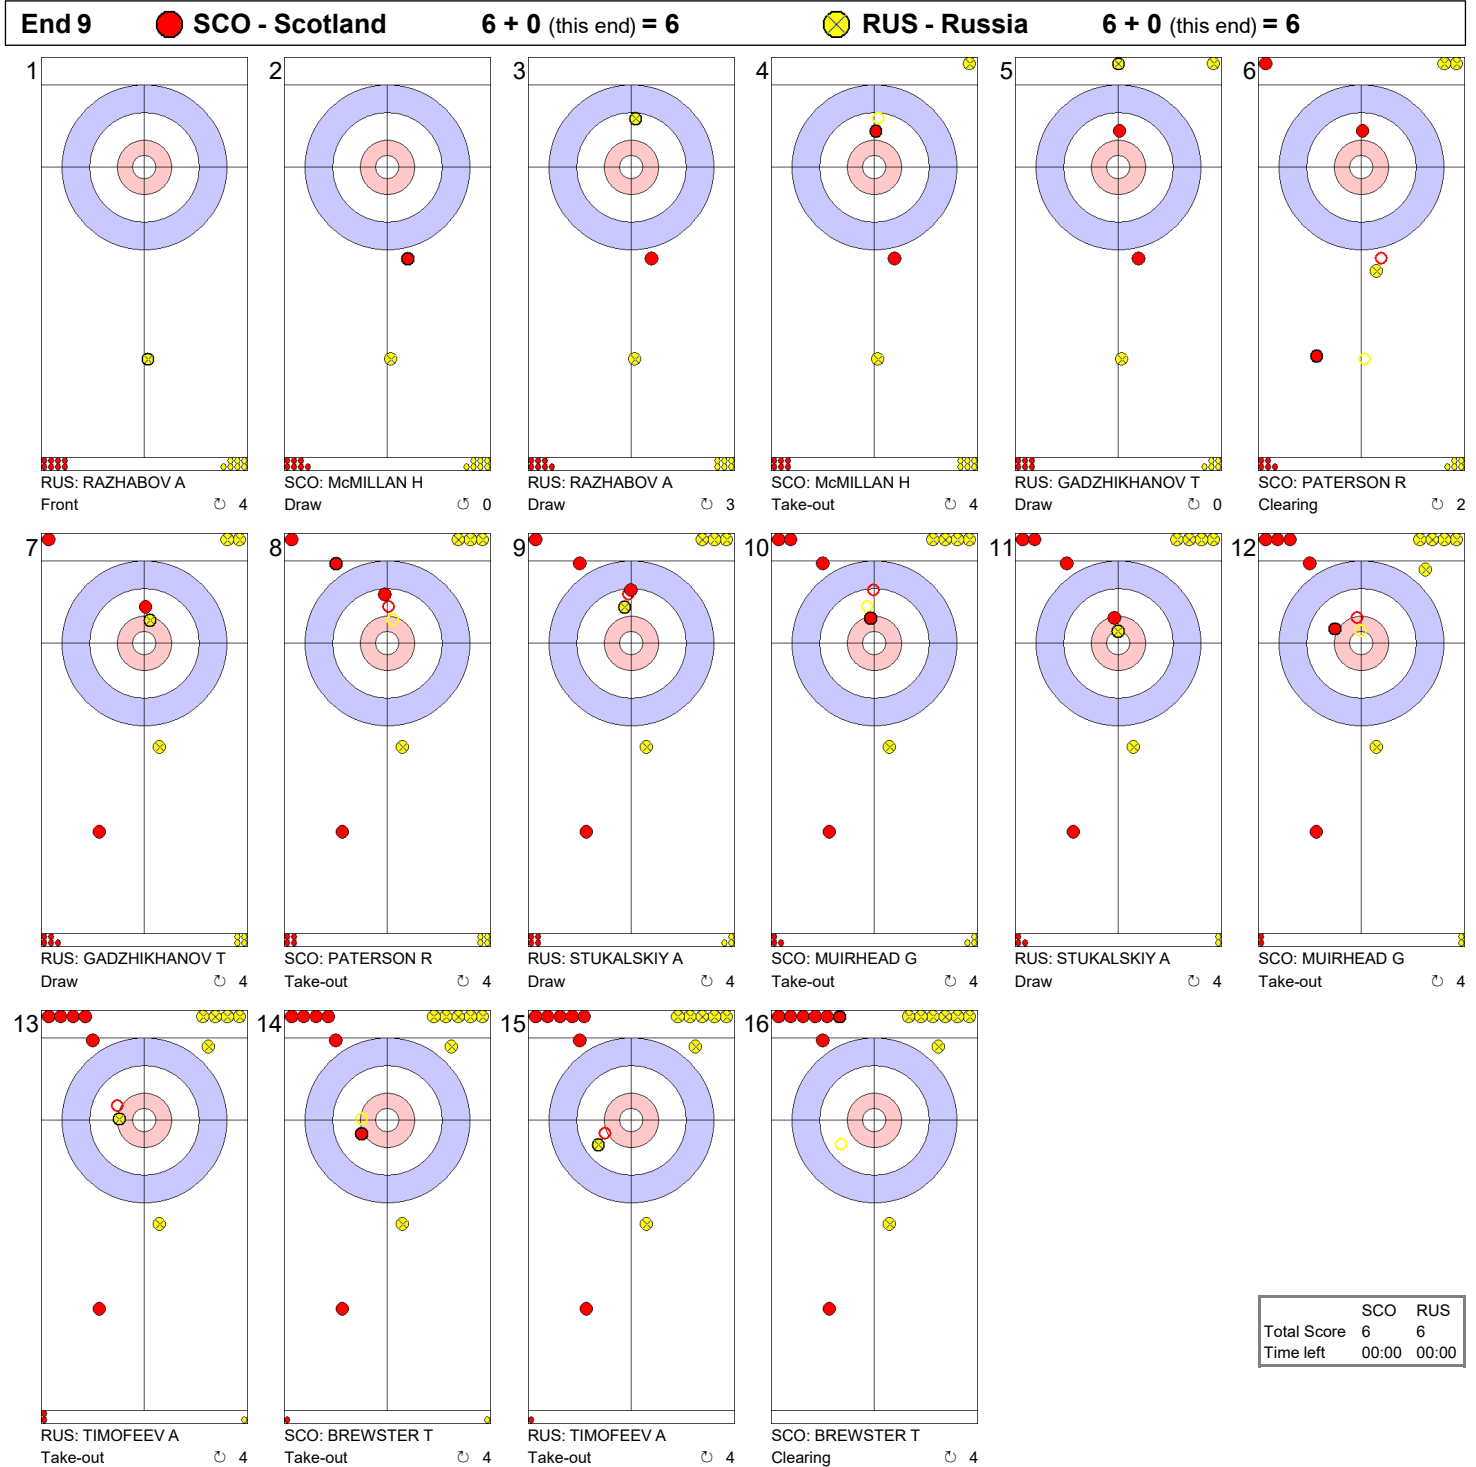 End 9 SCO - Scotland 6 + 0 (this end) = 6 RUS - Russia 6 + 0 (this end) = 6
1 2 3 4 5 6
RUS: RAZHABOV A SCO: McMILLAN H RUS: RAZHABOV A SCO: McMILLAN H RUS: GADZHIKHANOV T SCO: PATERSON R
Front ↻ 4 Draw ↺ 0 Draw ↻ 3 Take-out ↻ 4 Draw ↻ 0 Clearing ↻ 2
7 8 9 10 11 12
RUS: GADZHIKHANOV T SCO: PATERSON R RUS: STUKALSKIY A SCO: MUIRHEAD G RUS: STUKALSKIY A SCO: MUIRHEAD G
Draw ↻ 4 Take-out ↻ 4 Draw ↻ 4 Take-out ↻ 4 Draw ↻ 4 Take-out ↻ 4
13 14 15 16
SCO RUS
Total Score 6 6
Time left 00:00 00:00
RUS: TIMOFEEV A SCO: BREWSTER T RUS: TIMOFEEV A SCO: BREWSTER T
Take-out ↻ 4 Take-out ↻ 4 Take-out ↻ 4 Clearing ↻ 4